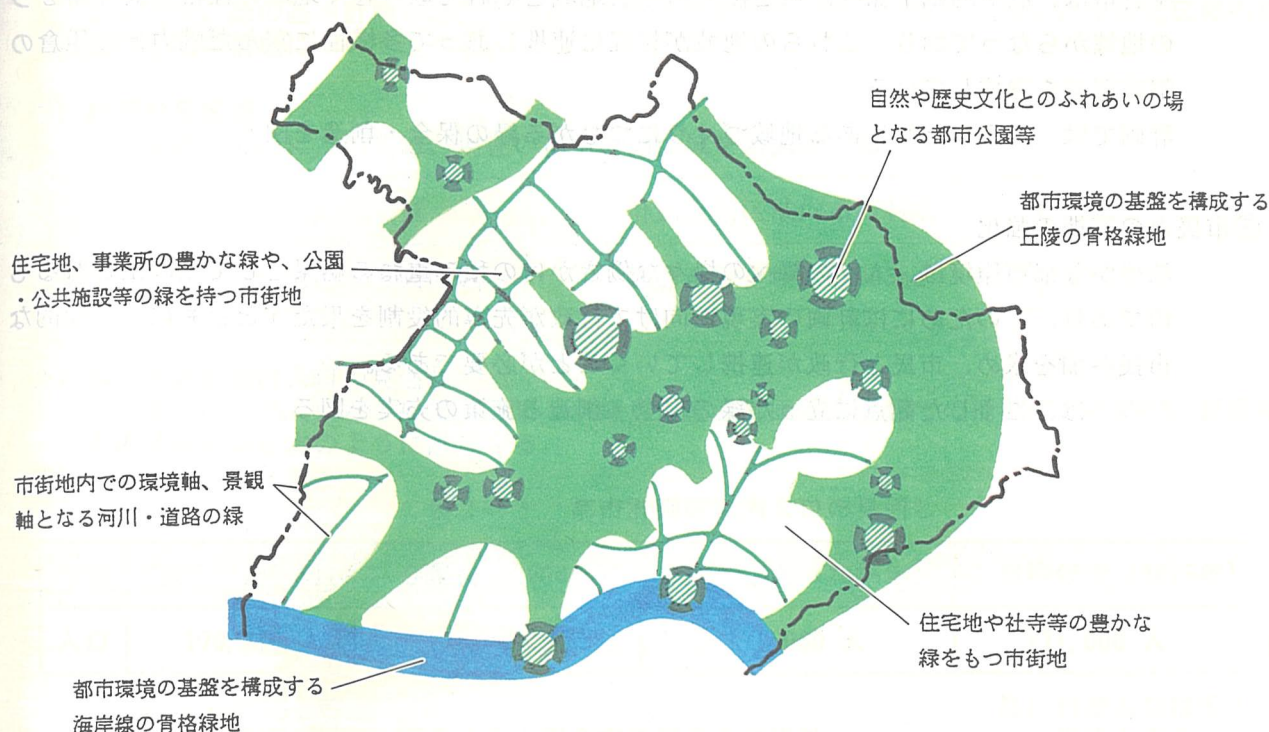 自然や歴史文化とのふれあいの場
となる都市公園等
都市環境の基盤を構成する
丘陵の骨格緑地
住宅地、事業所の豊かな緑や、公園
・公共施設等の緑を持つ市街地
市街地内での環境軸、景観
軸となる河川・道路の緑
住宅地や社寺等の豊かな
緑をもつ市街地
都市環境の基盤を構成する
海岸線の骨格緑地